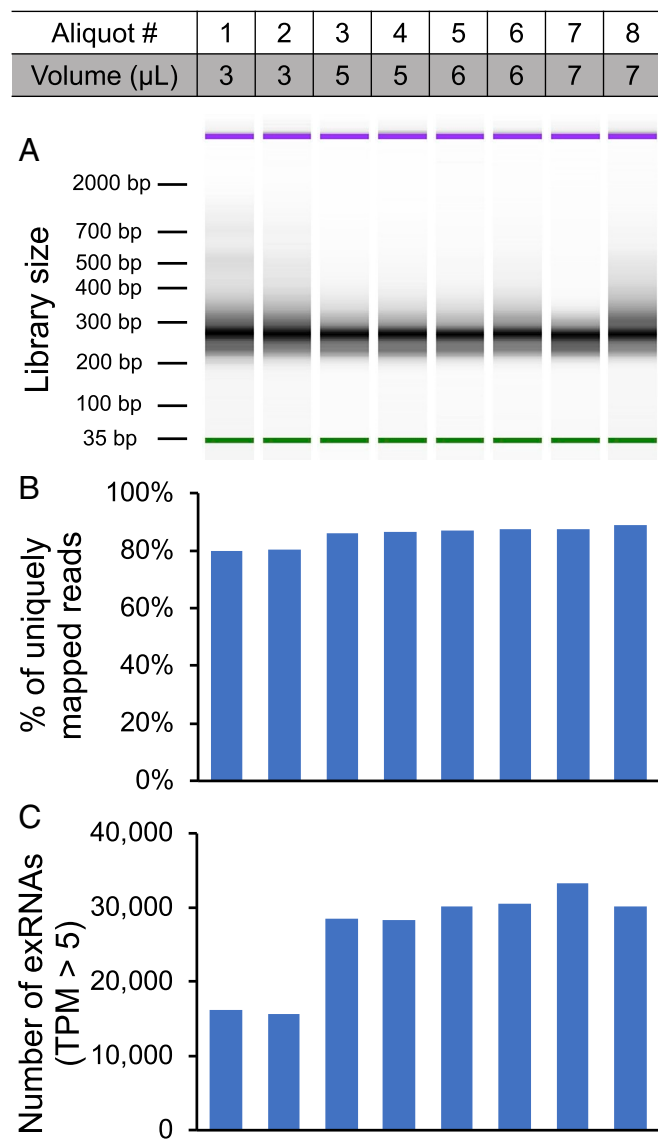 Aliquot # 1 2 3 4 5 6 7 8
Volume (µL) 3 3 5 5 6 6 7 7
A
Library size
2000 bp
700 bp
500 bp
400 bp
300 bp
200 bp
100 bp
35 bp
B
% of uniquely
mapped reads
100%
80%
60%
40%
20%
0%
C
Number of exRNAs
(TPM > 5)
40,000
30,000
20,000
10,000
0